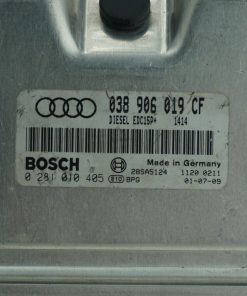 038 906 019 CF
DIESEL EDC15P+ 1414
BOSCH
Made in Germany
0 281 010 405
28SA5124
1120 0211
810 BPG
01-07-09